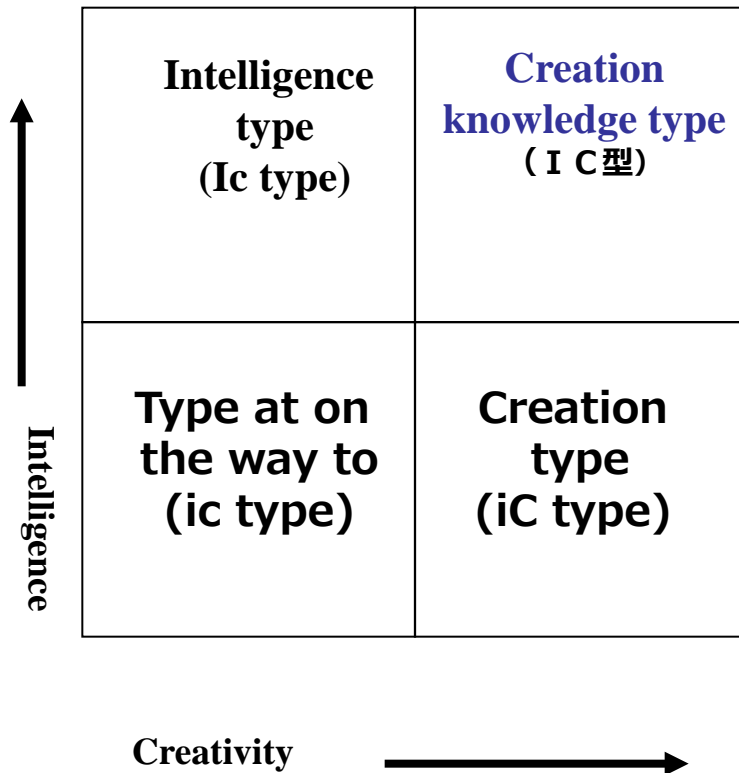 Intelligence
type
(Ic type)
Creation
knowledge type
（ＩＣ型）
Type at on
the way to
(ic type)
Creation
type
(iC type)
Intelligence
Creativity